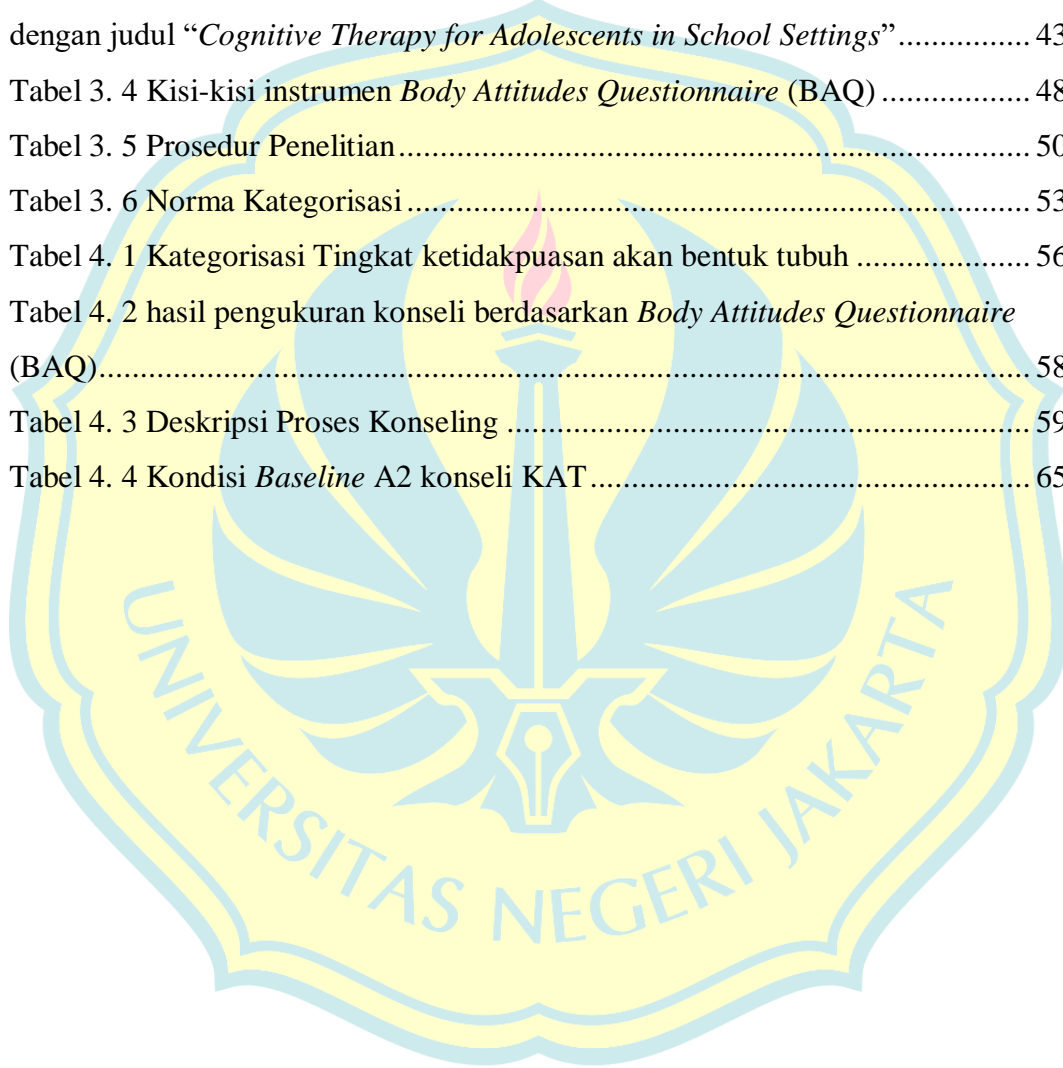 dengan judul “Cognitive Therapy for Adolescents in School Settings”................ 43
Tabel 3. 4 Kisi-kisi instrumen Body Attitudes Questionnaire (BAQ) .................. 48
Tabel 3. 5 Prosedur Penelitian................................................................................ 50
Tabel 3. 6 Norma Kategorisasi............................................................................... 53
Tabel 4. 1 Kategorisasi Tingkat ketidakpuasan akan bentuk tubuh ..................... 56
Tabel 4. 2 hasil pengukuran konseli berdasarkan Body Attitudes Questionnaire
(BAQ)..................................................................................................................... 58
Tabel 4. 3 Deskripsi Proses Konseling .................................................................. 59
Tabel 4. 4 Kondisi Baseline A2 konseli KAT........................................................ 65
UNIVERSITAS NEGERI JAKARTA